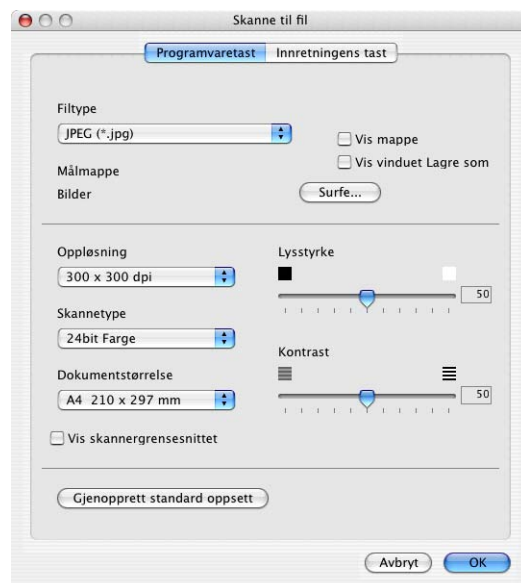 Skanne til fil
Programvaretast Innretningens tast
Filtype
JPEG (*.jpg)
Vis mappe
Vis vinduet Lagre som
Målmappe
Bilder
Surfe...
Oppløsning
300 x 300 dpi
Lysstyrke
50
Skannetype
24bit Farge
Kontrast
50
Dokumentstørrelse
A4 210 x 297 mm
Vis skannergrensesnittet
Gjenopprett standard oppsett
Avbryt OK